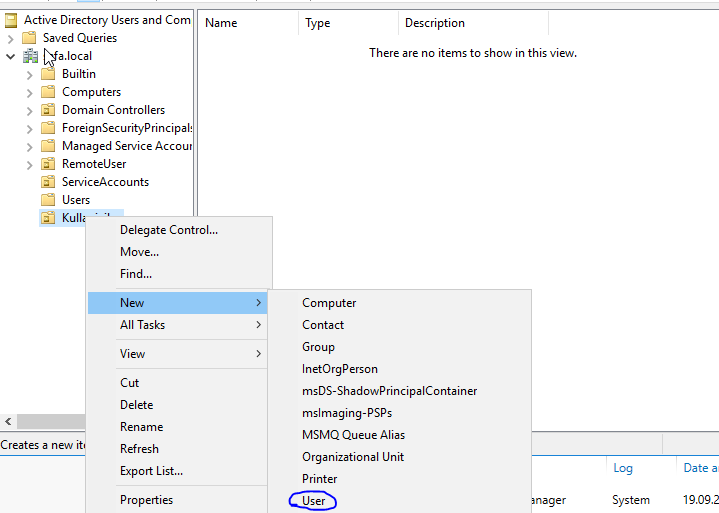 Active Directory Users and Com
Name
Type
Description
Saved Queries
fa.local
There are no items to show in this view.
Builtin
Computers
Domain Controllers
ForeignSecurityPrincipals
Managed Service Accour
RemoteUser
ServiceAccounts
Users
Delegate Control...
Move...
Find...
New
All Tasks
View
Cut
Delete
Rename
Refresh
Export List...
Properties
Computer
Contact
Group
InetOrgPerson
msDS-ShadowPrincipalContainer
msImaging-PSPs
MSMQ Queue Alias
Organizational Unit
Printer
User
Creates a new ite
Log
Date a
anager
System
19.09.2